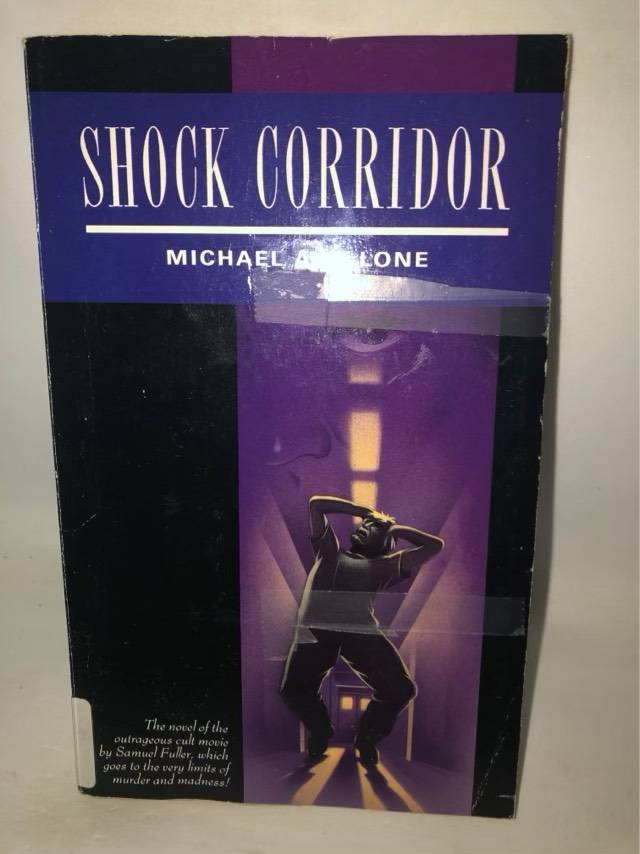 SHOCK CORRIDOR
MICHAEL
The novel of the
outrageous cult movie
by Samuel Fuller, which
goes to the very limits of
murder and madness!